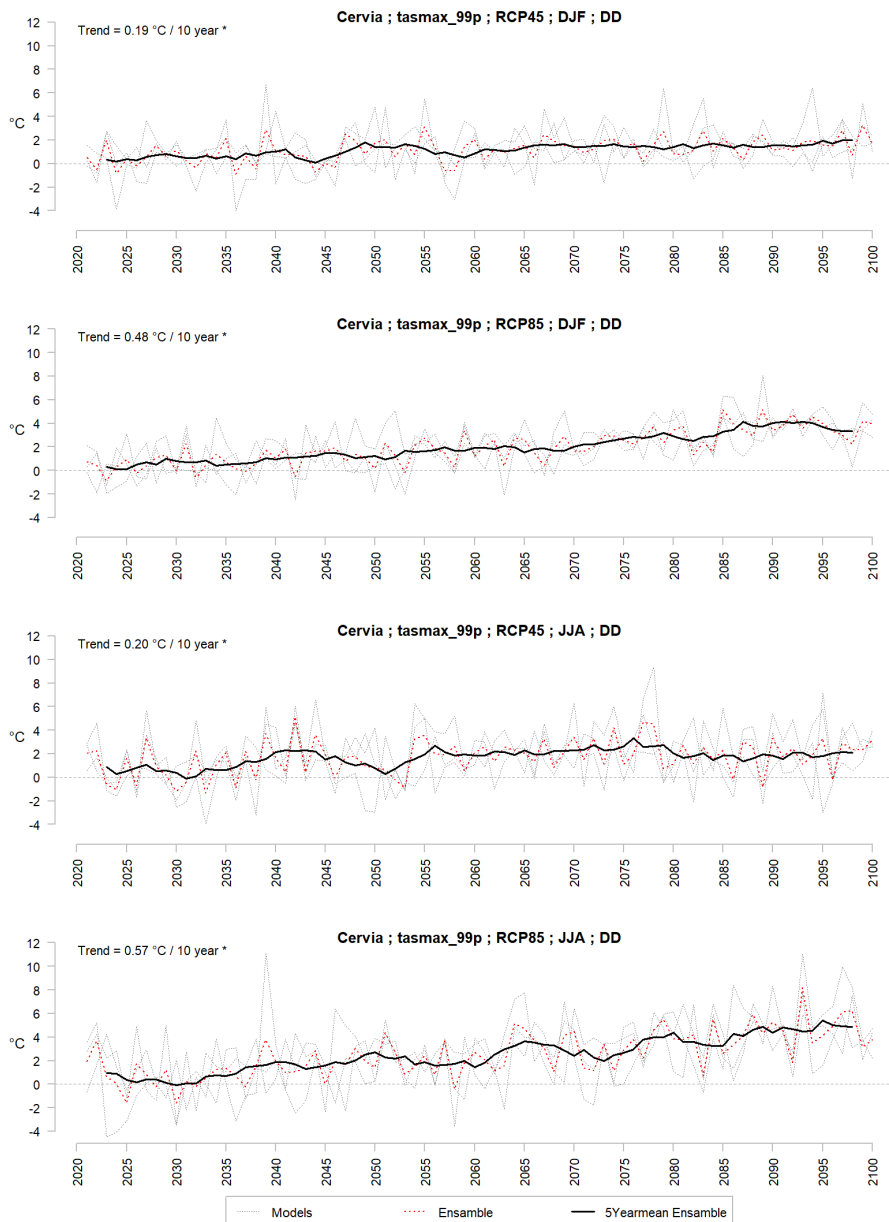 Cervia ; tasmax_99p ; RCP45 ; DJF ; DD
Trend = 0.19 °C / 10 year *
°C
12
10
8
6
4
2
0
-2
-4
2020 2025 2030 2035 2040 2045 2050 2055 2060 2065 2070 2075 2080 2085 2090 2095 2100
Cervia ; tasmax_99p ; RCP85 ; DJF ; DD
Trend = 0.48 °C / 10 year *
°C
12
10
8
6
4
2
0
-2
-4
2020 2025 2030 2035 2040 2045 2050 2055 2060 2065 2070 2075 2080 2085 2090 2095 2100
Cervia ; tasmax_99p ; RCP45 ; JJA ; DD
Trend = 0.20 °C / 10 year *
°C
12
10
8
6
4
2
0
-2
-4
2020 2025 2030 2035 2040 2045 2050 2055 2060 2065 2070 2075 2080 2085 2090 2095 2100
Cervia ; tasmax_99p ; RCP85 ; JJA ; DD
Trend = 0.57 °C / 10 year *
°C
12
10
8
6
4
2
0
-2
-4
2020 2025 2030 2035 2040 2045 2050 2055 2060 2065 2070 2075 2080 2085 2090 2095 2100
Models Ensamble 5Yearmean Ensamble